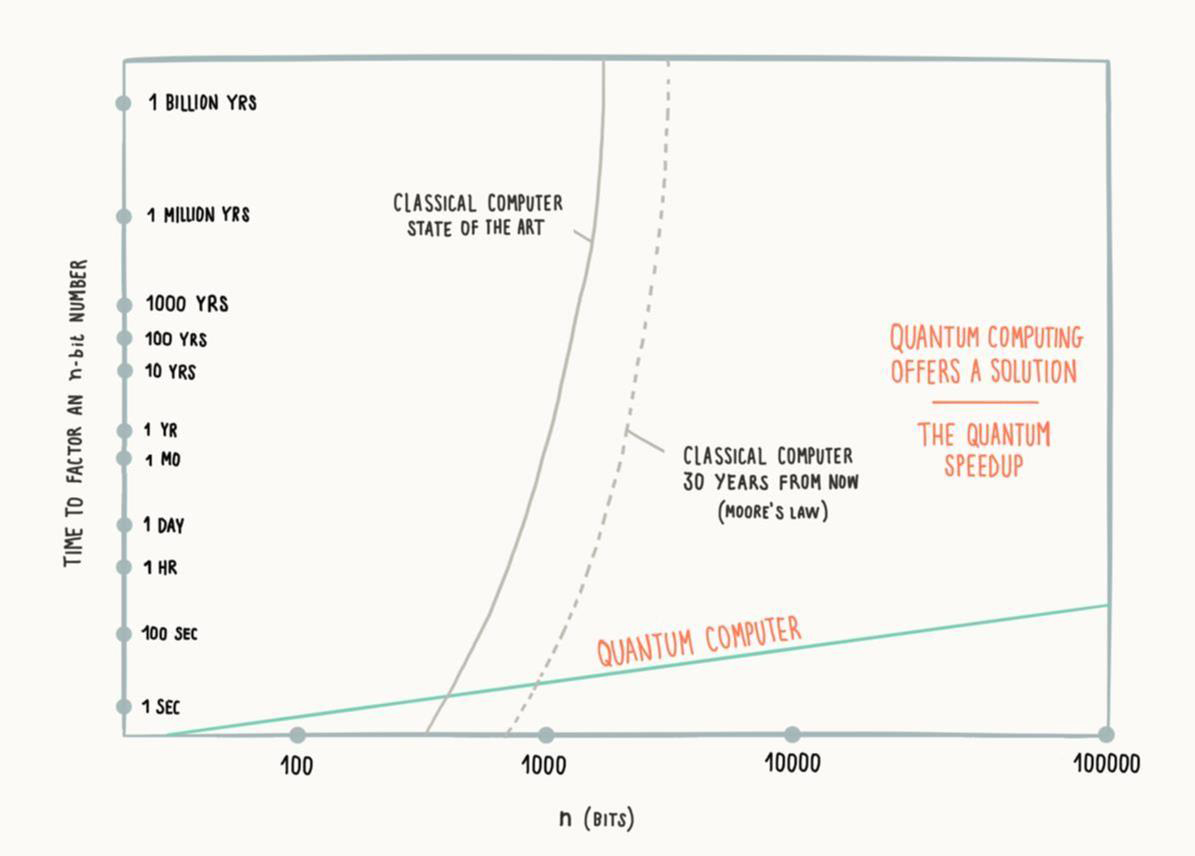 1 BILLION YRS
1 MILLION YRS
1000 YRS
100 YRS
10 YRS
1 YR
1 MO
1 DAY
1 HR
100 SEC
1 SEC
TIME TO FACTOR AN n-bit NUMBER
CLASSICAL COMPUTER
STATE OF THE ART
CLASSICAL COMPUTER
30 YEARS FROM NOW
(MOORE'S LAW)
QUANTUM COMPUTING
OFFERS A SOLUTION
THE QUANTUM
SPEEDUP
QUANTUM COMPUTER
100
1000
10000
100000
n (BITS)